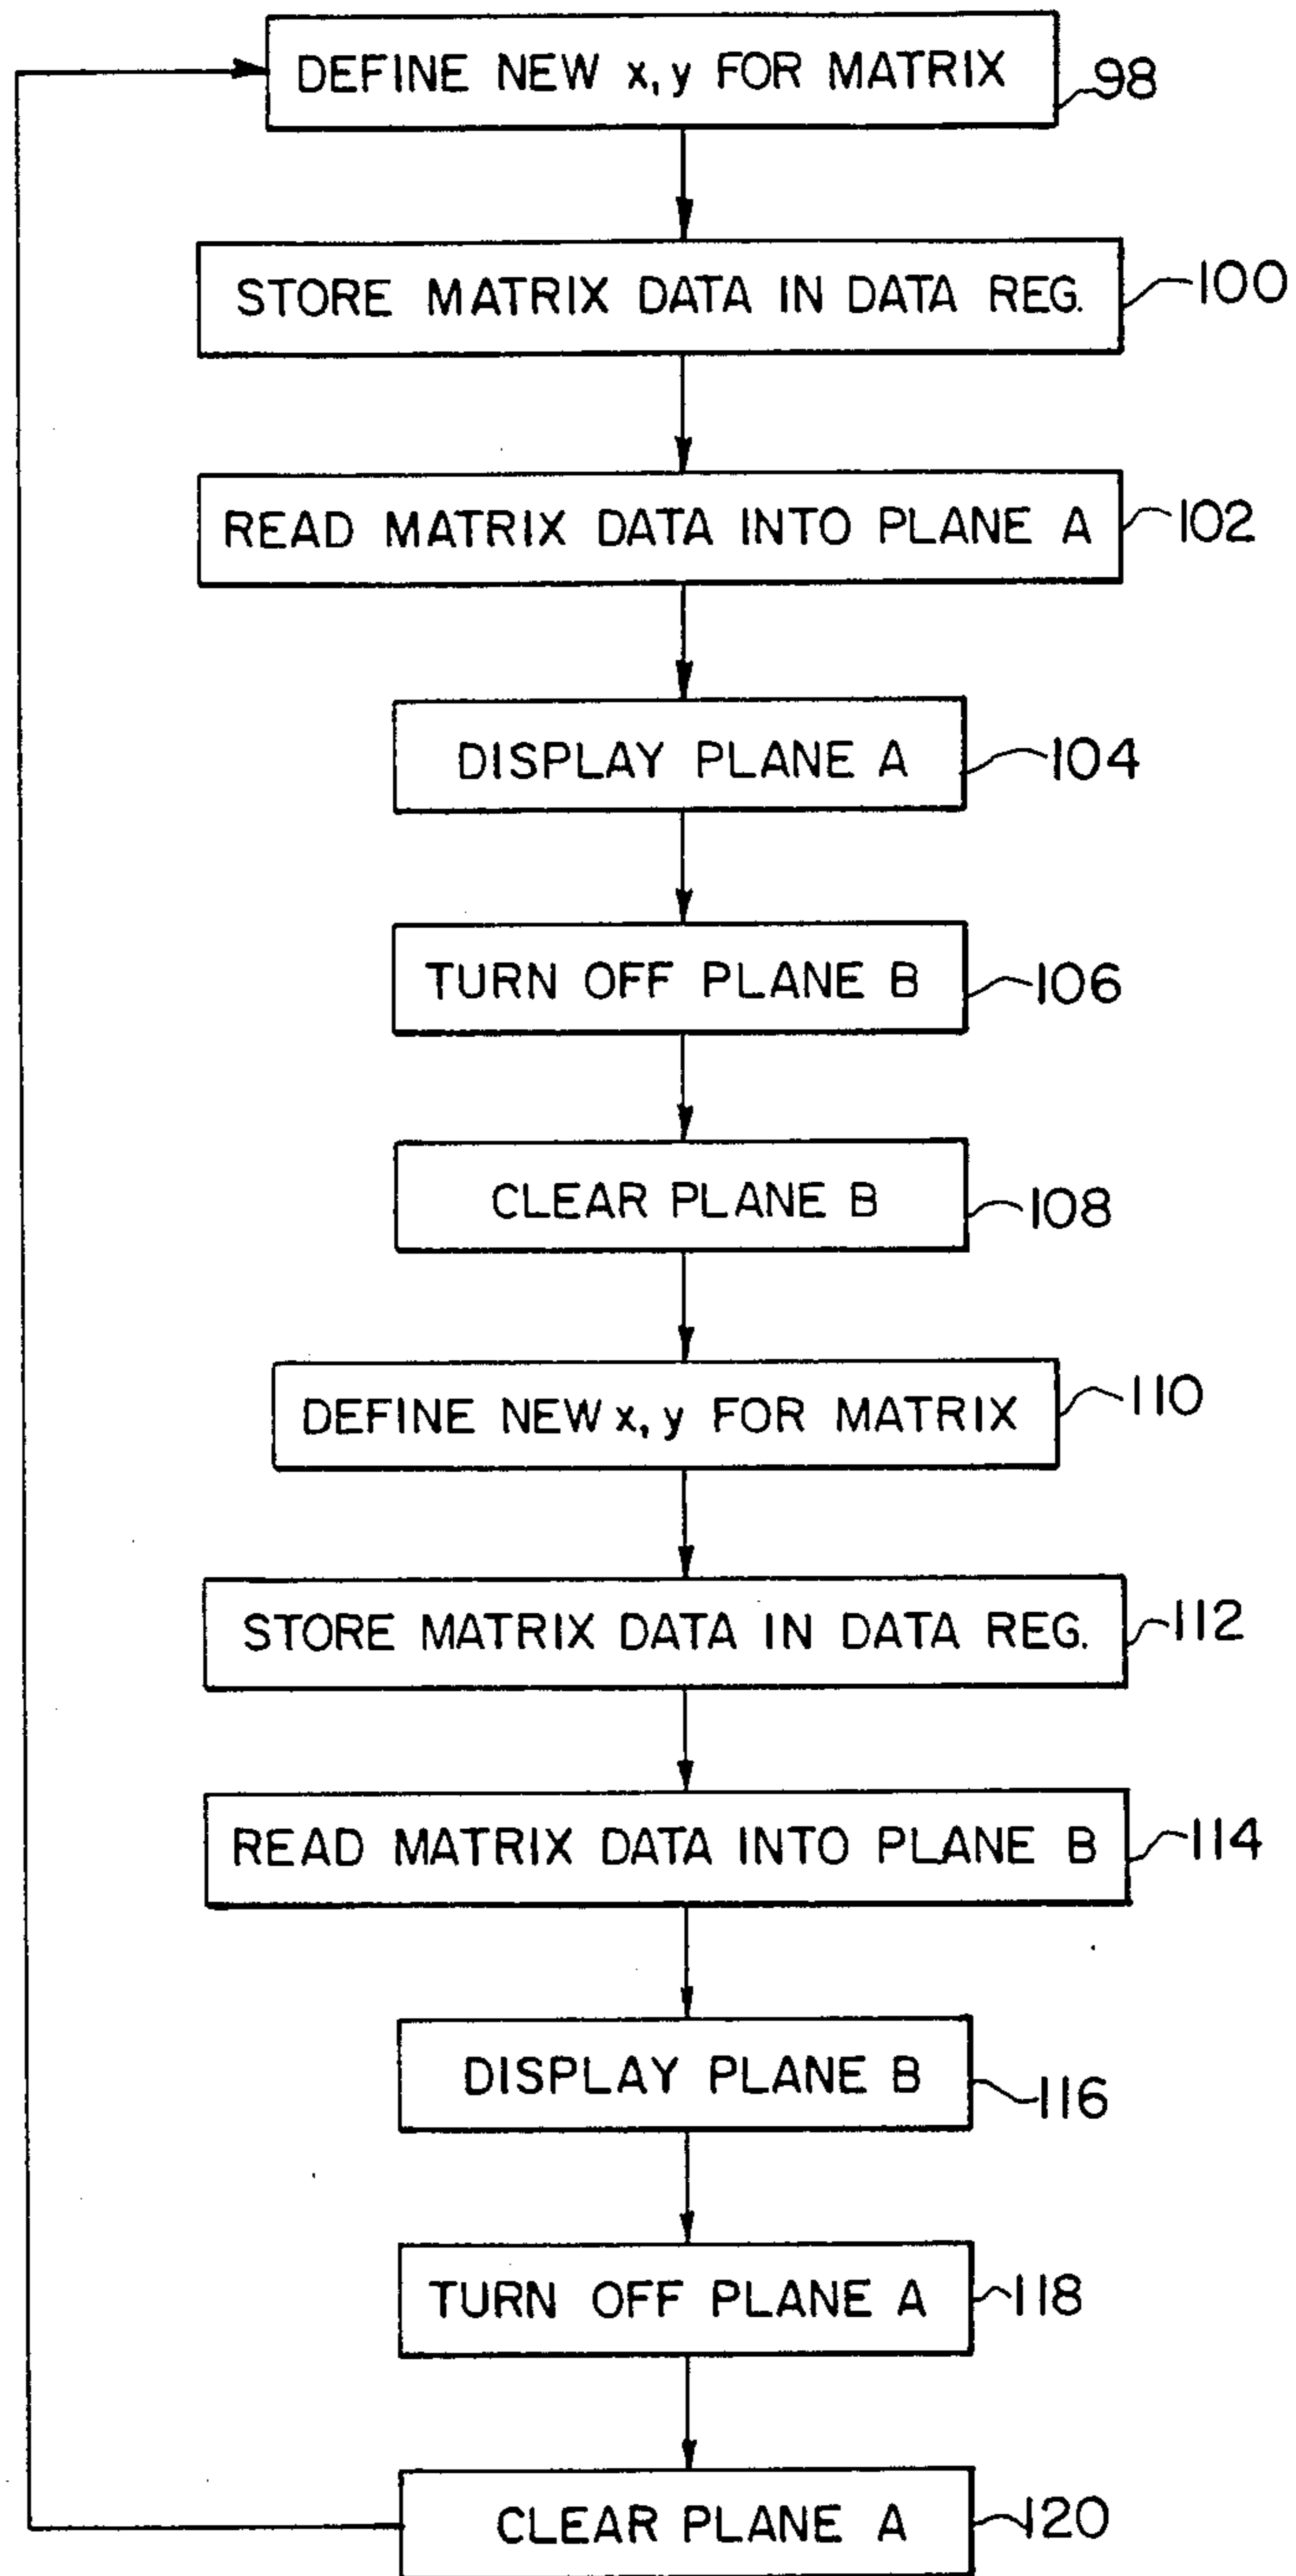 DEFINE NEW x, y FOR MATRIX
98
STORE MATRIX DATA IN DATA REG.
100
READ MATRIX DATA INTO PLANE A
102
DISPLAY PLANE A
104
TURN OFF PLANE B
106
CLEAR PLANE B
108
DEFINE NEW x, y FOR MATRIX
110
STORE MATRIX DATA IN DATA REG.
112
READ MATRIX DATA INTO PLANE B
114
DISPLAY PLANE B
116
TURN OFF PLANE A
118
CLEAR PLANE A
120